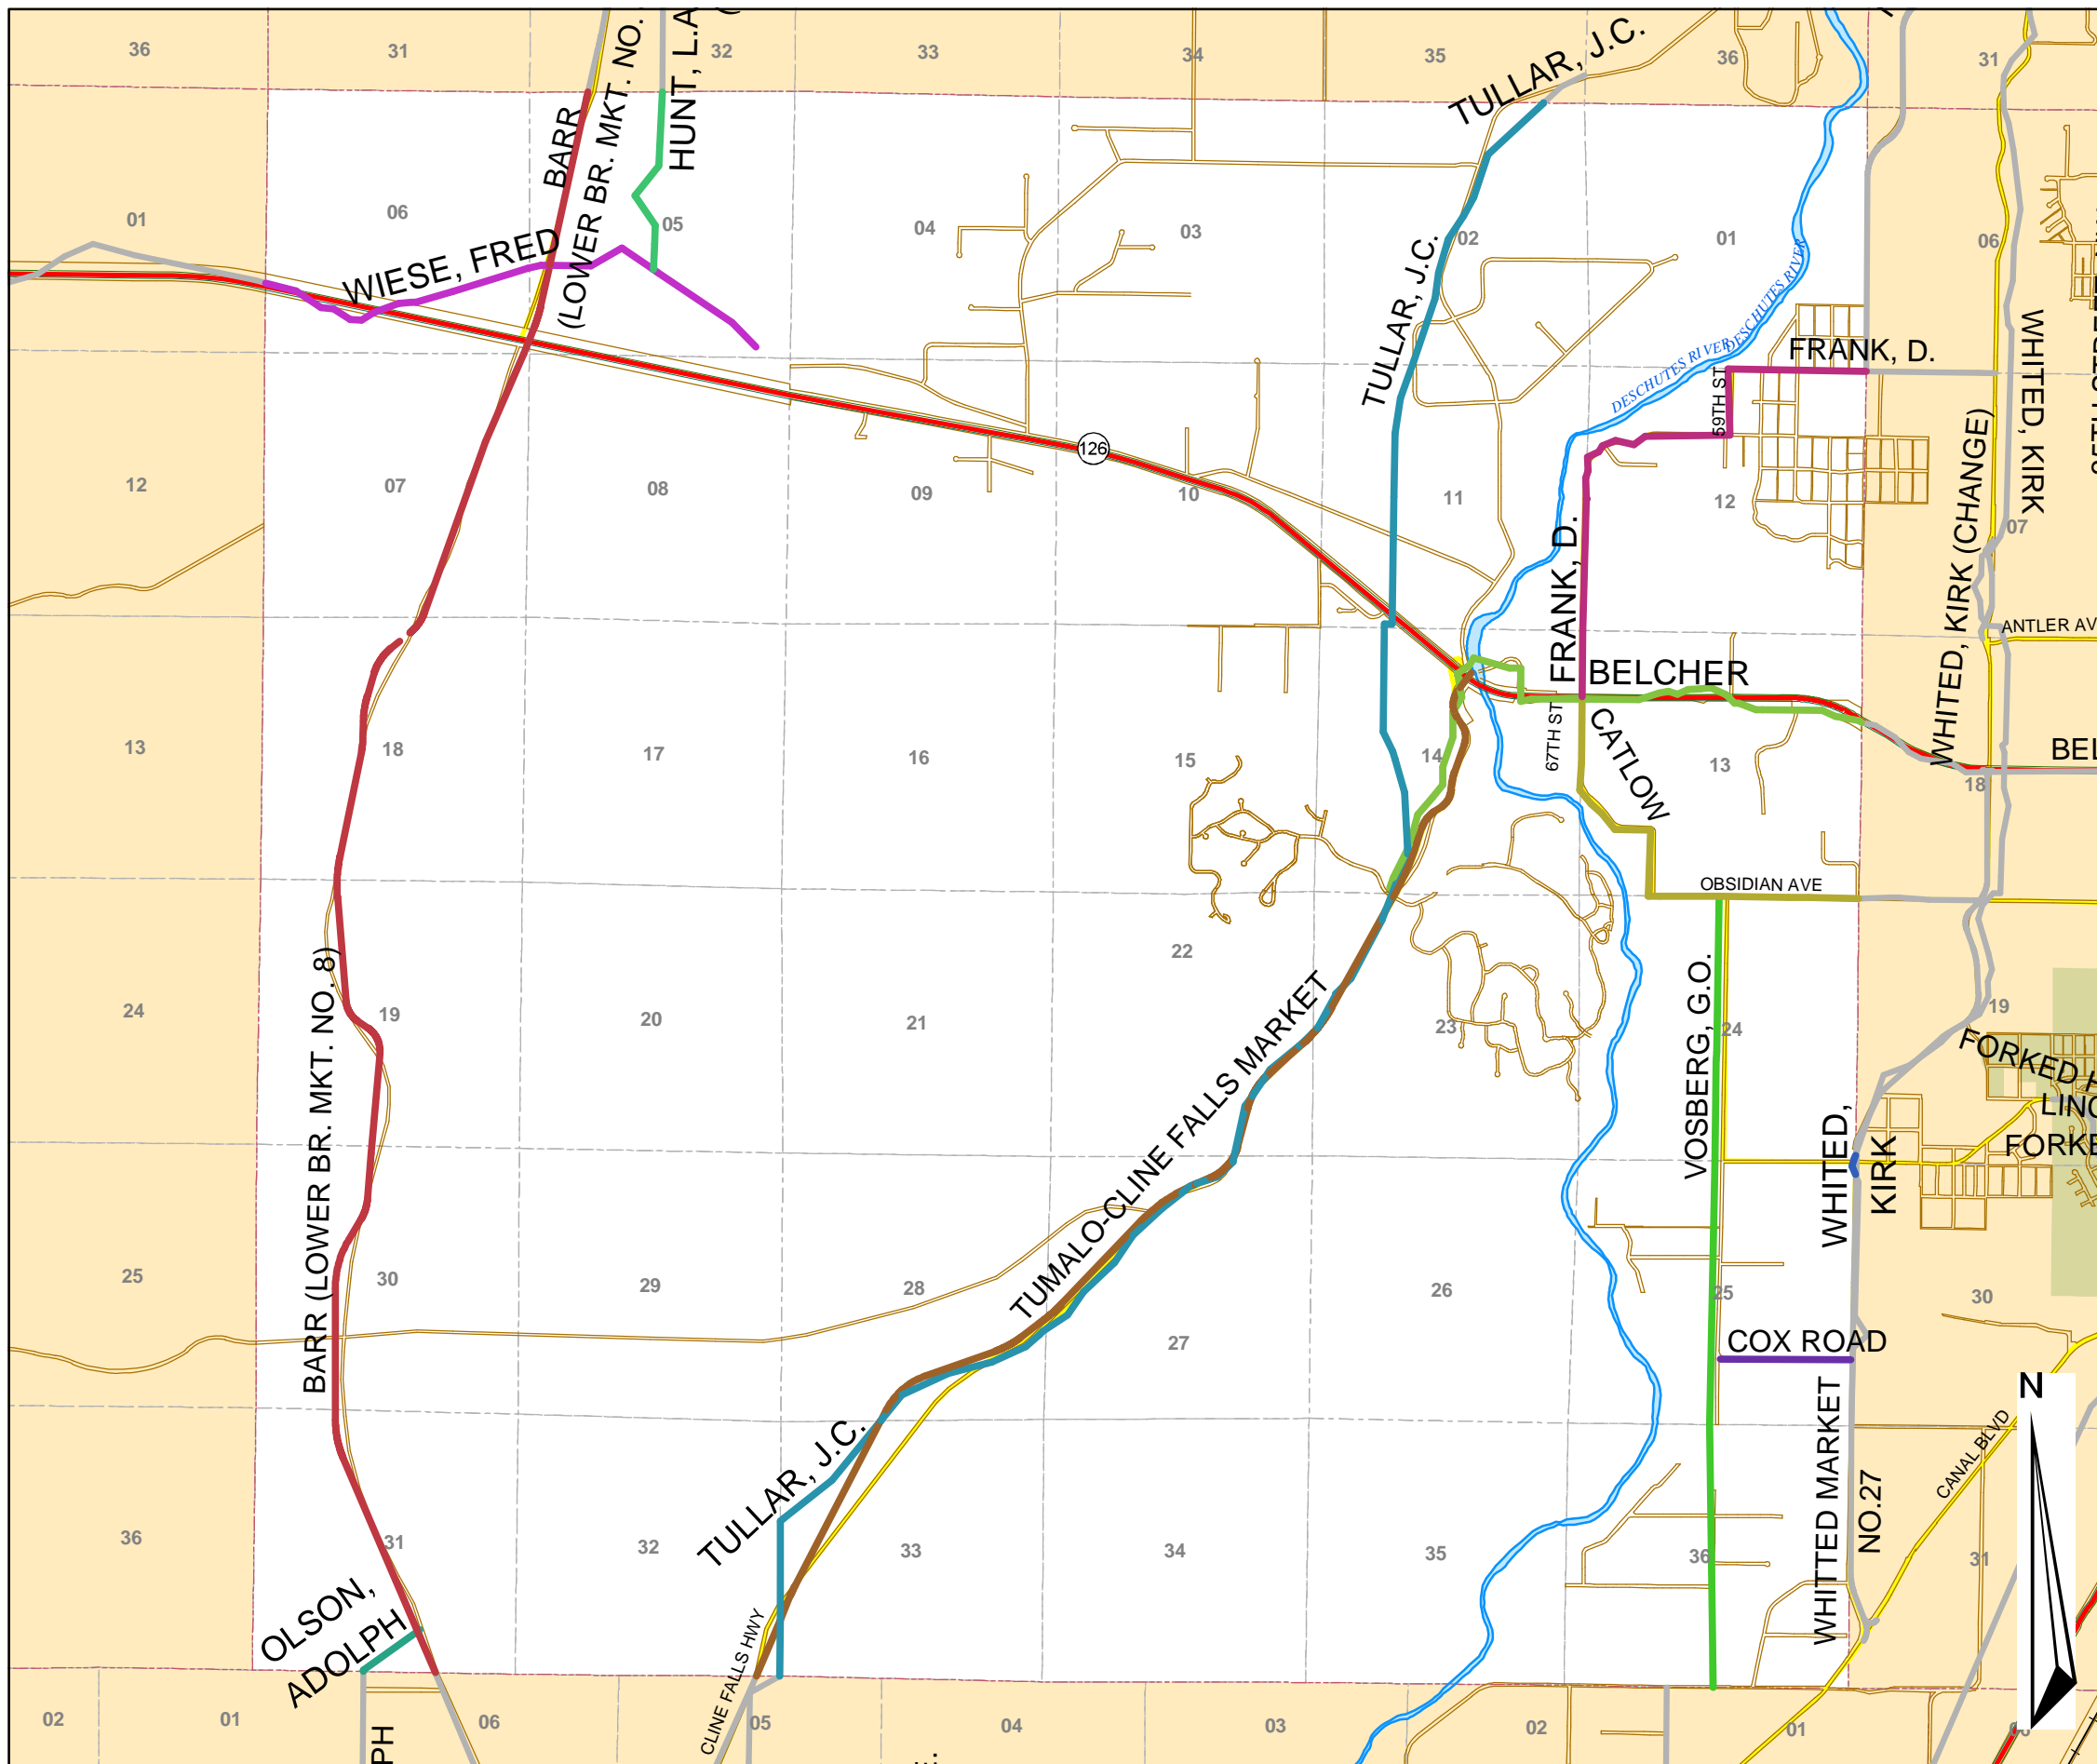 36
31
32
33
34
35
36
31
BARR
(LOWER BR. MKT. NO.
HUNT, L.A
TULLAR, J.C.
01
06
05
04
03
02
01
06
WIESE, FRED
TULLAR, J.C.
DESCHUTES RIVER
DESCHUTES RIVER
FRANK, D.
59TH ST
WHITED, KIRK
WHITED, KIRK (CHANGE)
126
12
07
08
09
10
11
12
07
FRANK, D.
ANTLER AV
BELCHER
BEL
67TH ST
CATLOW
13
18
17
16
15
14
13
18
OBSIDIAN AVE
24
19
20
21
22
23
24
19
BARR (LOWER BR. MKT. NO. 8)
TUMALO-CLINE FALLS MARKET
VOSBERG, G.O.
FORKED H
LINC
FORKE
WHITED,
KIRK
25
30
29
28
27
26
25
30
COX ROAD
N
TULLAR, J.C.
WHITTED MARKET
NO.27
CANAL BLVD
36
31
32
33
34
35
36
31
OLSON,
ADOLPH
CLINE FALLS HWY
02
01
06
05
04
03
02
01
PH